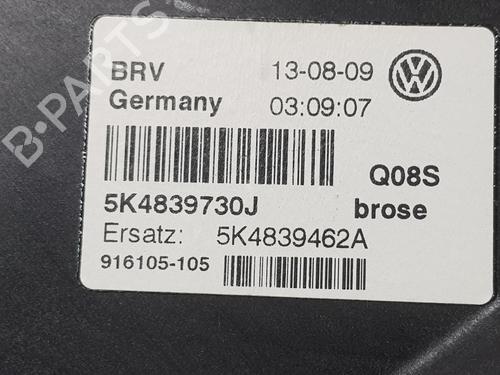 BRV 13-08-09
Germany 03:09:07
Q08S
5K4839730J brose
Ersatz: 5K4839462A
916105-105
B-PARTS